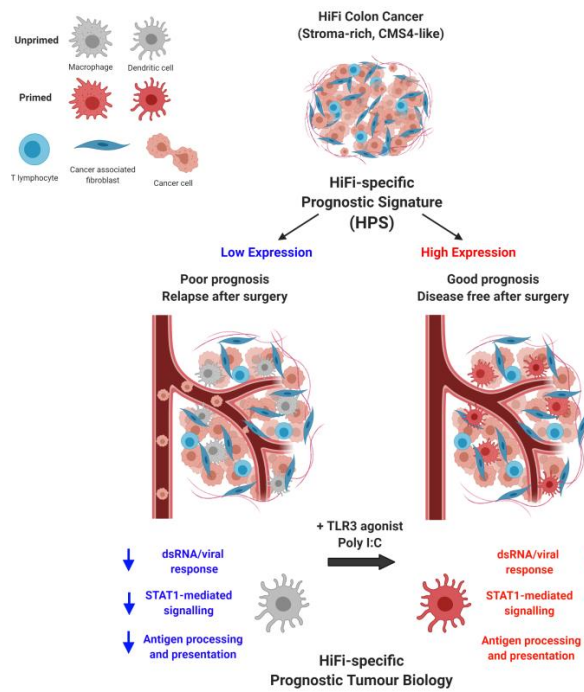 Unprimed
Macrophage
Dendritic cell
Primed
T lymphocyte
Cancer associated
fibroblast
Cancer cell
HiFi Colon Cancer
(Stroma-rich, CMS4-like)
HiFi-specific
Prognostic Signature
(HPS)
Low Expression
High Expression
Poor prognosis
Relapse after surgery
Good prognosis
Disease free after surgery
+ TLR3 agonist
Poly I:C
dsRNA/viral
response
STAT1-mediated
signalling
Antigen processing
and presentation
dsRNA/viral
response
STAT1-mediated
signalling
Antigen processing
and presentation
HiFi-specific
Prognostic Tumour Biology